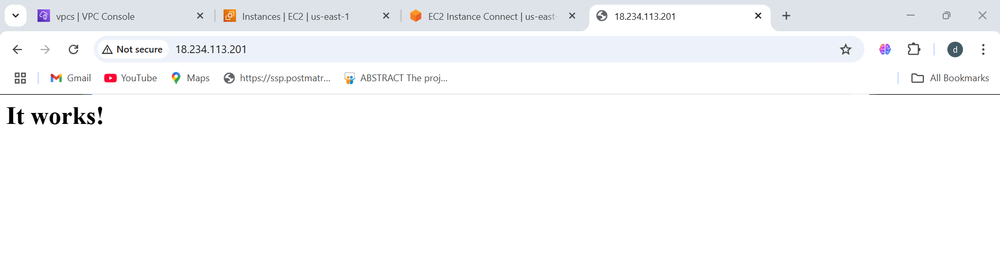 vpcs | VPC Console
Instances | EC2 | us-east-1
EC2 Instance Connect | us-east-
18.234.113.201
Not secure
18.234.113.201
d
Gmail
YouTube
Maps
https://ssp.postmatr...
ABSTRACT The proj...
All Bookmarks
It works!